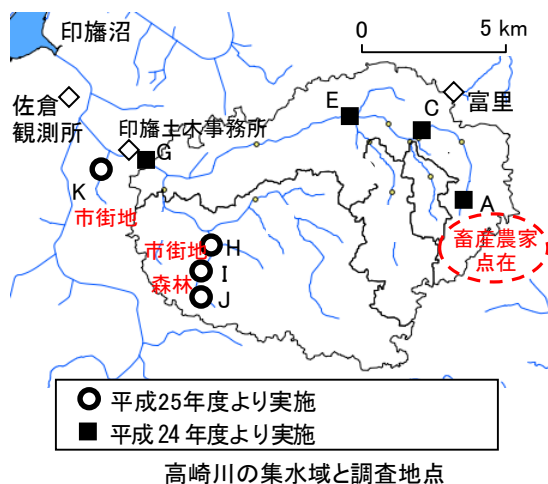 印旛沼
0 5 km
佐倉
観測所
印旛土木事務所
富里
E
C
G
K
A
市街地
市街地
H
畜産農家
点在
I
森林
J
平成25年度より実施
平成24年度より実施
高崎川の集水域と調査地点